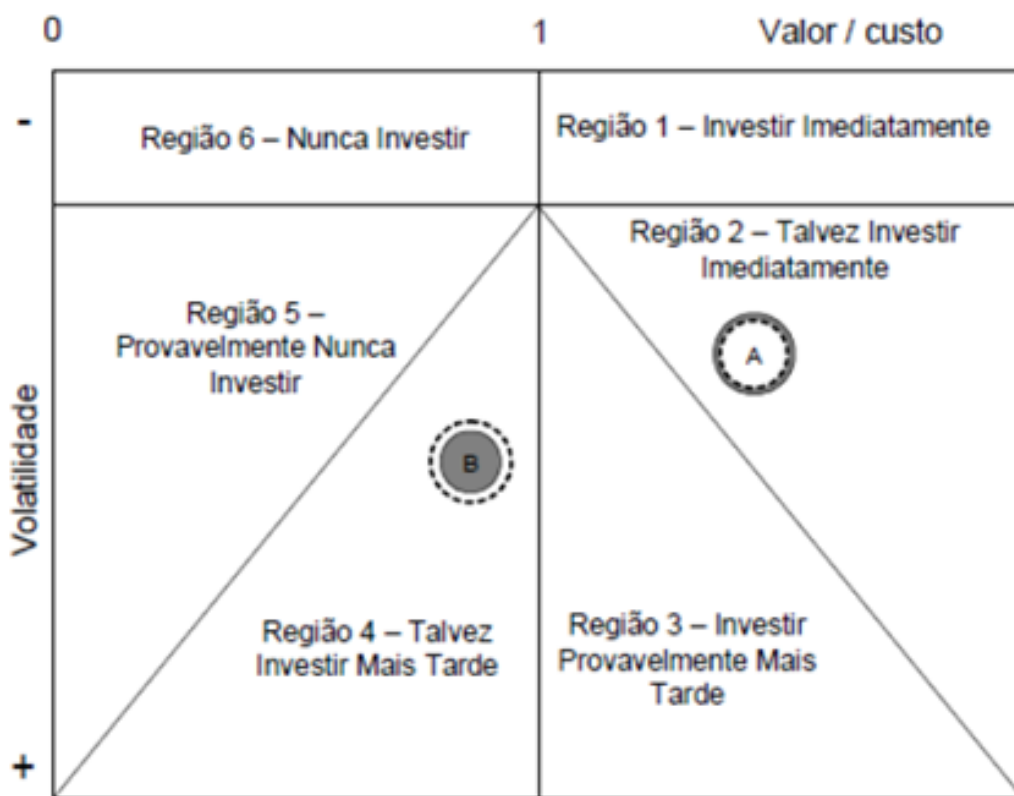 0
1
Valor / custo
-
Região 6 – Nunca Investir
Região 1 – Investir Imediatamente
Região 2 – Talvez Investir
Imediatamente
Região 5 –
Provavelmente Nunca
Investir
A
B
Volatilidade
Região 4 – Talvez
Investir Mais Tarde
Região 3 – Investir
Provavelmente Mais
Tarde
+